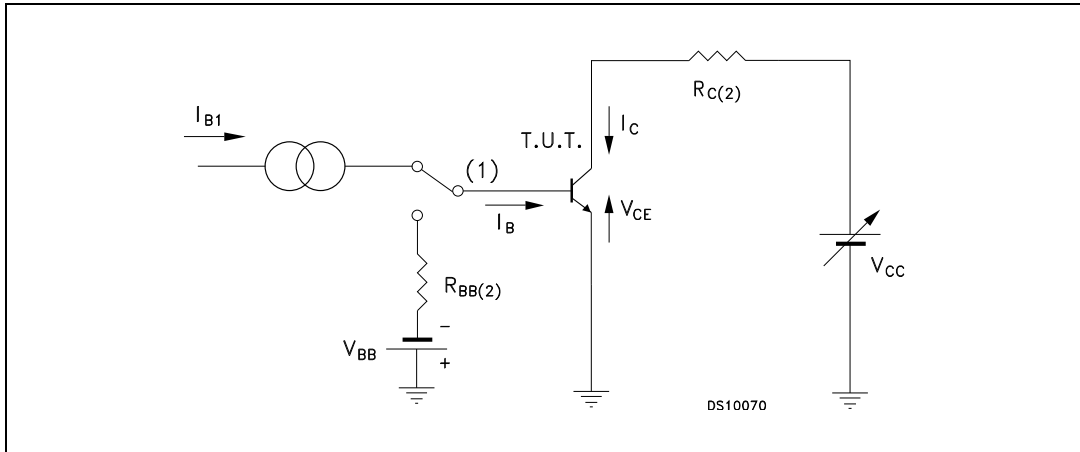 I_B1
R_C(2)
I_C
T.U.T.
(1)
V_CE
I_B
V_CC
R_BB(2)
−
V_BB
+
DS10070